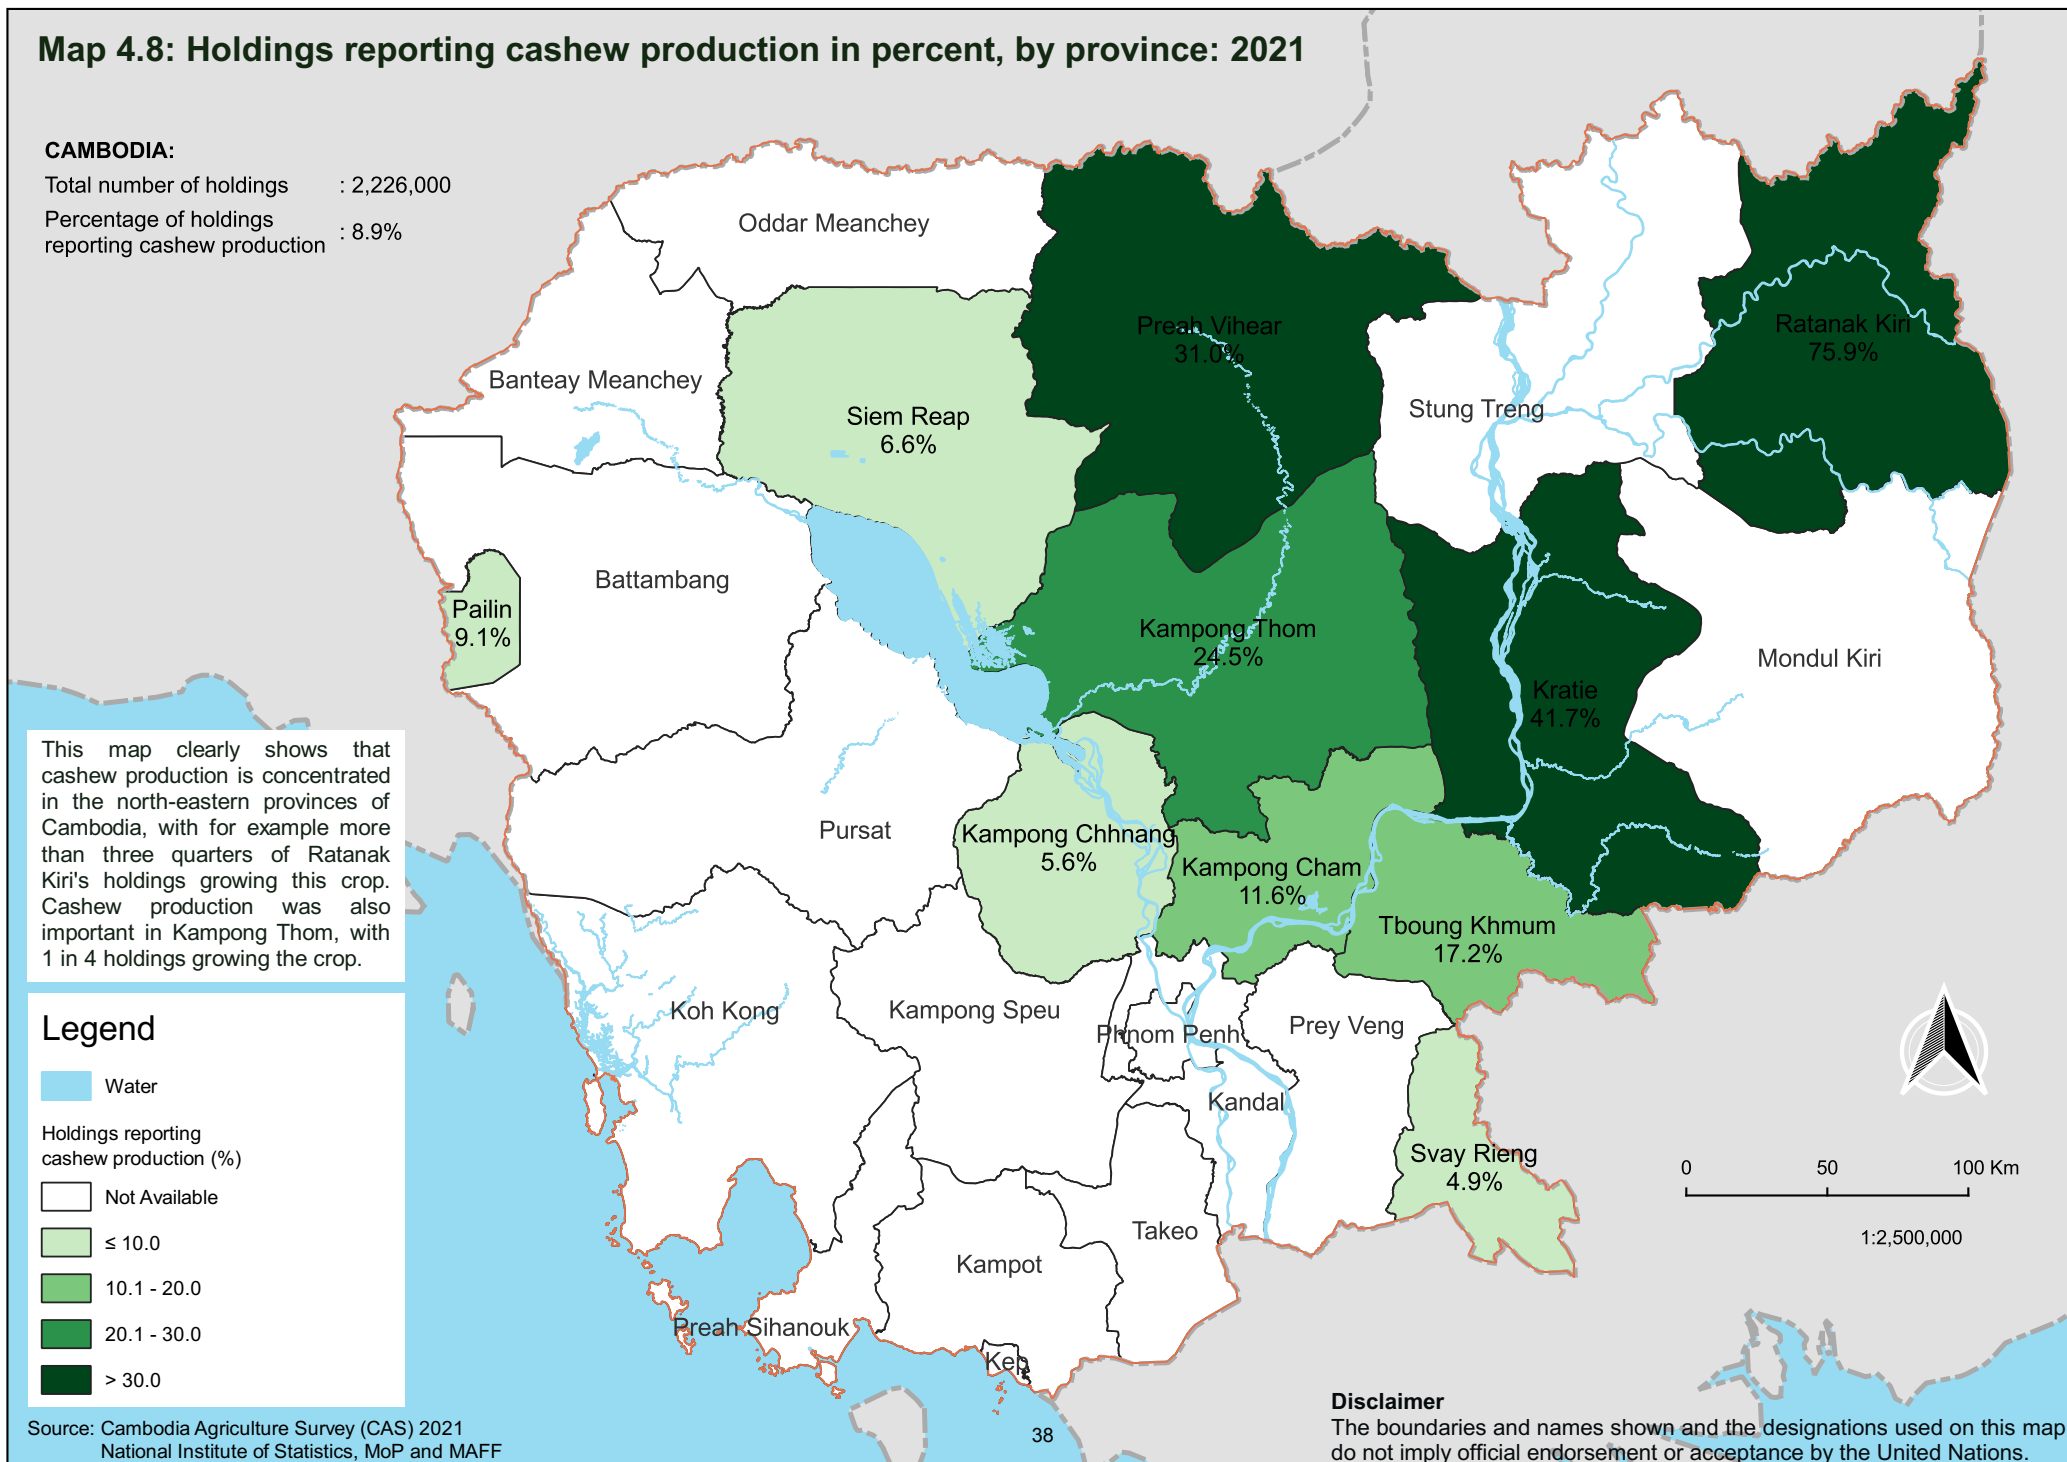 Map 4.8: Holdings reporting cashew production in percent, by province: 2021
CAMBODIA:
Total number of holdings : 2,226,000
Percentage of holdings
reporting cashew production : 8.9%
Oddar Meanchey
Preah Vihear
31.0%
Ratanak Kiri
75.9%
Banteay Meanchey
Siem Reap
6.6%
Stung Treng
Battambang
Pailin
9.1%
Kampong Thom
24.5%
Mondul Kiri
Kratie
41.7%
Pursat
Kampong Chhnang
5.6%
Kampong Cham
11.6%
Tboung Khmum
17.2%
Koh Kong
Kampong Speu
Phnom Penh
Prey Veng
Kandal
Svay Rieng
4.9%
Takeo
Kampot
Preah Sihanouk
Kep
This map clearly shows that
cashew production is concentrated
in the north-eastern provinces of
Cambodia, with for example more
than three quarters of Ratanak
Kiri's holdings growing this crop.
Cashew production was also
important in Kampong Thom, with
1 in 4 holdings growing the crop.
Legend
Water
Holdings reporting
cashew production (%)
Not Available
≤ 10.0
10.1 - 20.0
20.1 - 30.0
> 30.0
0 50 100 Km
1:2,500,000
Source: Cambodia Agriculture Survey (CAS) 2021
National Institute of Statistics, MoP and MAFF
38
Disclaimer
The boundaries and names shown and the designations used on this map
do not imply official endorsement or acceptance by the United Nations.